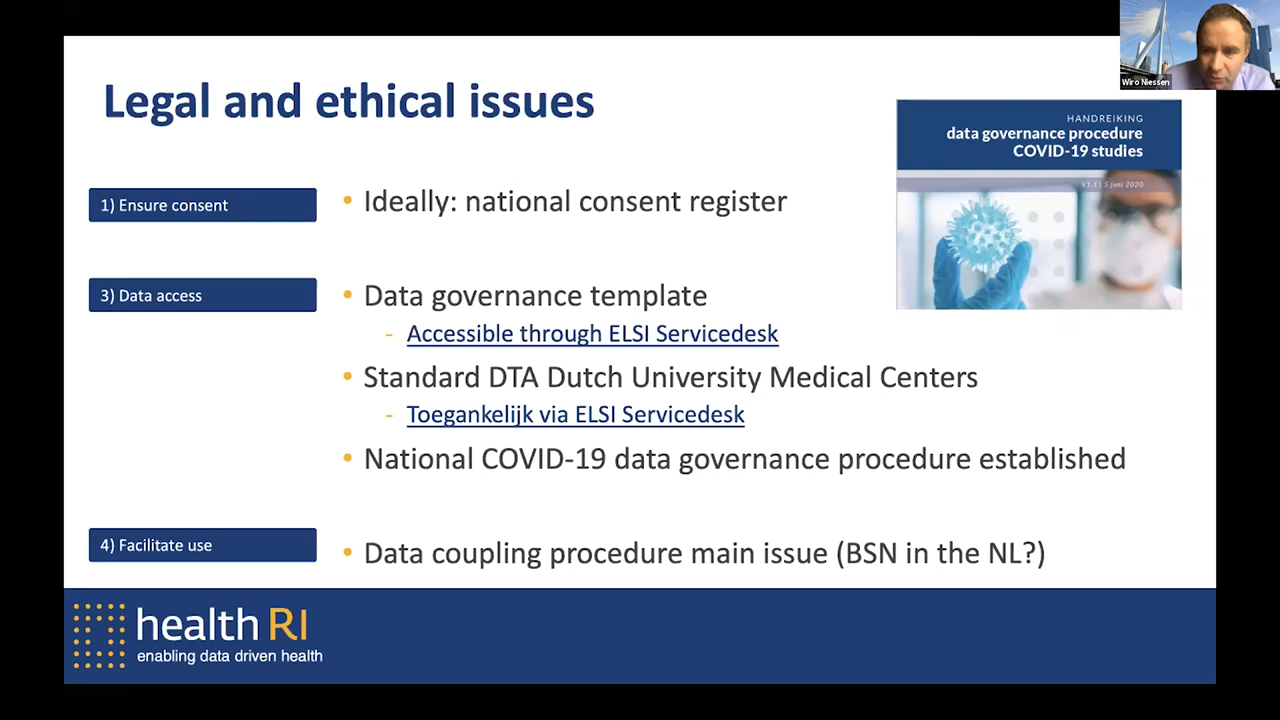 Legal and ethical issues
Wiro Niessen
HANDREIKING
data governance procedure
COVID-19 studies
V1.1 | 5 juni 2020
1) Ensure consent
• Ideally: national consent register
3) Data access
• Data governance template
- Accessible through ELSI Servicedesk
• Standard DTA Dutch University Medical Centers
- Toegankelijk via ELSI Servicedesk
• National COVID-19 data governance procedure established
4) Facilitate use
• Data coupling procedure main issue (BSN in the NL?)
health RI
enabling data driven health